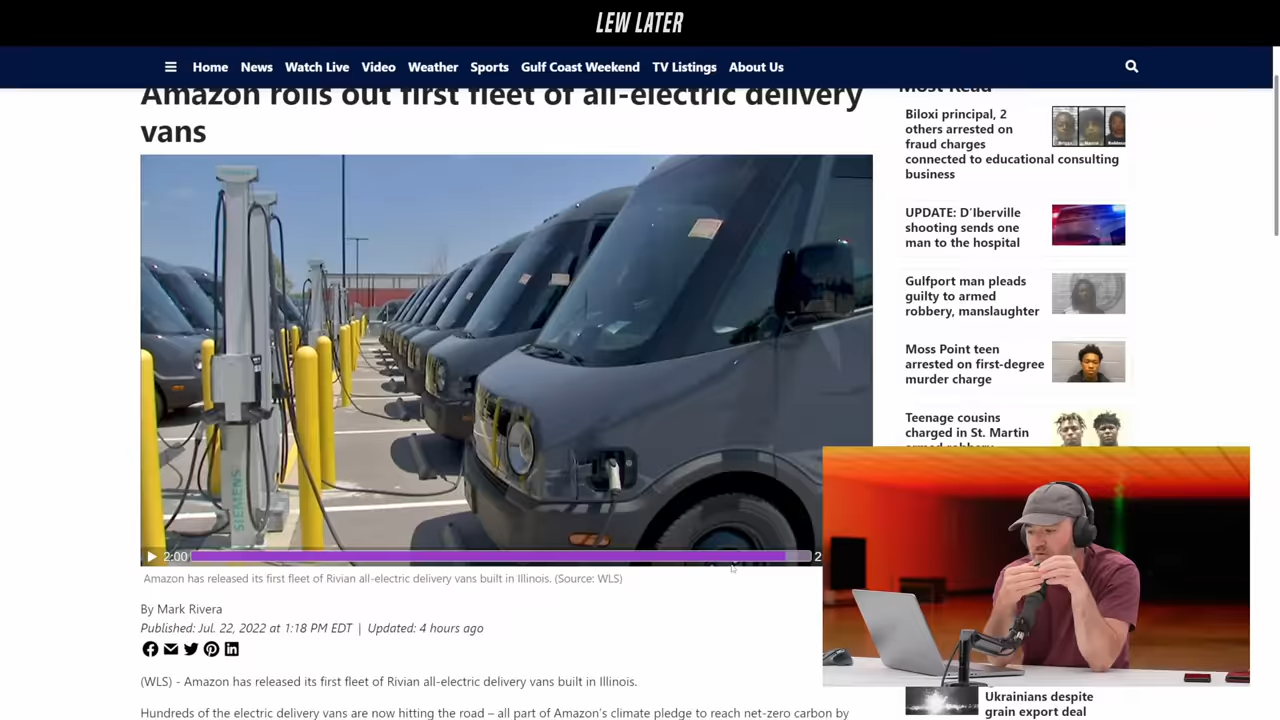 LEW LATER
Home News Watch Live Video Weather Sports Gulf Coast Weekend TV Listings About Us
Amazon rolls out first fleet of all-electric delivery
vans
SIEMENS
2:00
Amazon has released its first fleet of Rivian all-electric delivery vans built in Illinois. (Source: WLS)
By Mark Rivera
Published: Jul. 22, 2022 at 1:18 PM EDT | Updated: 4 hours ago
(WLS) - Amazon has released its first fleet of Rivian all-electric delivery vans built in Illinois.
Hundreds of the electric delivery vans are now hitting the road – all part of Amazon's climate pledge to reach net-zero carbon by
Most Read
Biloxi principal, 2
others arrested on
fraud charges
connected to educational consulting
business
UPDATE: D'Iberville
shooting sends one
man to the hospital
Gulfport man pleads
guilty to armed
robbery, manslaughter
Moss Point teen
arrested on first-degree
murder charge
Teenage cousins
charged in St. Martin
armed robbery
Ukrainians despite
grain export deal